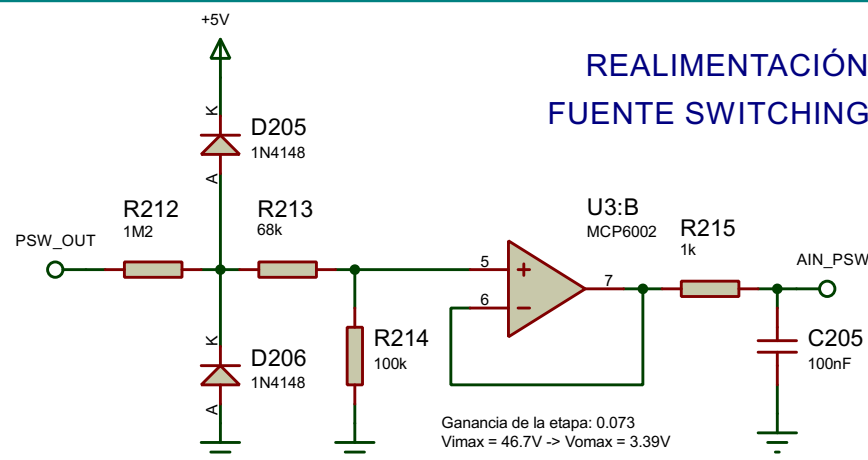 +5V
REALIMENTACIÓN
FUENTE SWITCHING
K
D205
1N4148
A
R212
1M2
R213
68k
U3:B
MCP6002
R215
1k
PSW_OUT
AIN_PSW
5
+
7
6
−
K
D206
1N4148
A
R214
100k
C205
100nF
Ganancia de la etapa: 0.073
Vimax = 46.7V -> Vomax = 3.39V